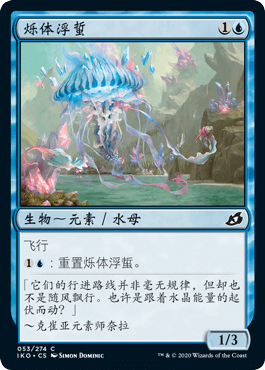 烁体浮蜇 1
生物～元素／水母
飞行
1：重置烁体浮蜇。
「它们的行进路线并非毫无规律，但却也
不是随风飘行。也许是跟着水晶能量的起
伏而动？」
～克崔亚元素师奈拉
1/3
053/274 C
IKO • CS SIMON DOMINIC
™ & © 2020 Wizards of the Coast